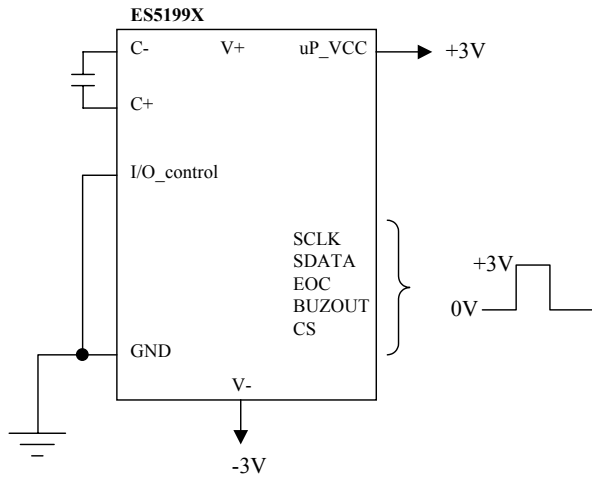 ES5199X
C- V+ uP_VCC +3V
C+
I/O_control
SCLK
SDATA
EOC
BUZOUT
CS
+3V
0V
GND
V-
-3V